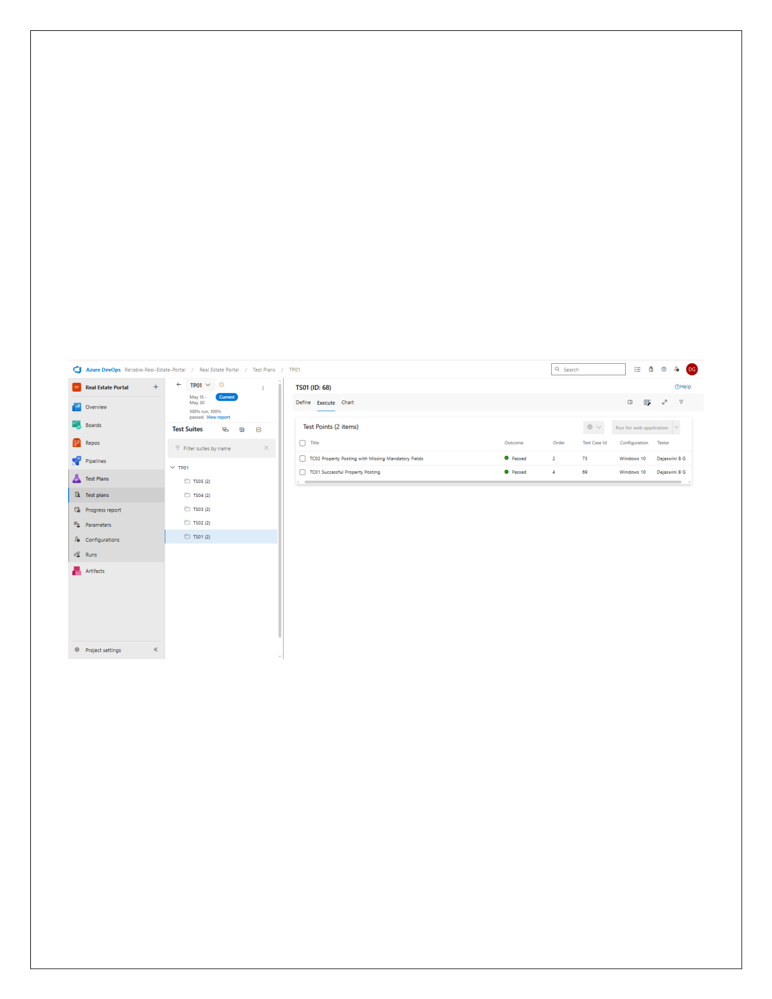 Azure DevOps Reliable-Real-Estate-Portal / Real Estate Portal / Test Plans / TP01
Search
DG
RP Real Estate Portal +
Overview
Boards
Repos
Pipelines
Test Plans
Test plans
Progress report
Parameters
Configurations
Runs
Artifacts
Project settings
TP01
May 15 -
May 30
Current
100% run, 100%
passed. View report
Test Suites
Filter suites by name
TP01
TS05 (2)
TS04 (2)
TS03 (2)
TS02 (2)
TS01 (2)
TS01 (ID: 68)
Help
Define Execute Chart
Test Points (2 items)
Run for web application
Title Outcome Order Test Case Id Configuration Tester
TC02 Property Posting with Missing Mandatory Fields Passed 2 73 Windows 10 Dejaswini B G
TC01 Successful Property Posting Passed 4 69 Windows 10 Dejaswini B G